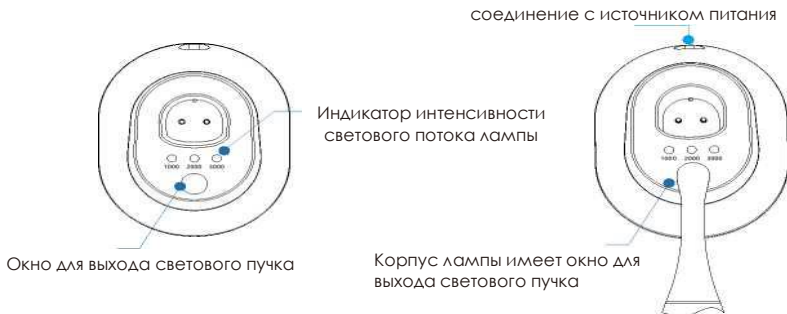 соединение с источником питания
Индикатор интенсивности
светового потока лампы
1000 2000 3000
1000 2000 3000
Окно для выхода светового пучка
Корпус лампы имеет окно для
выхода светового пучка